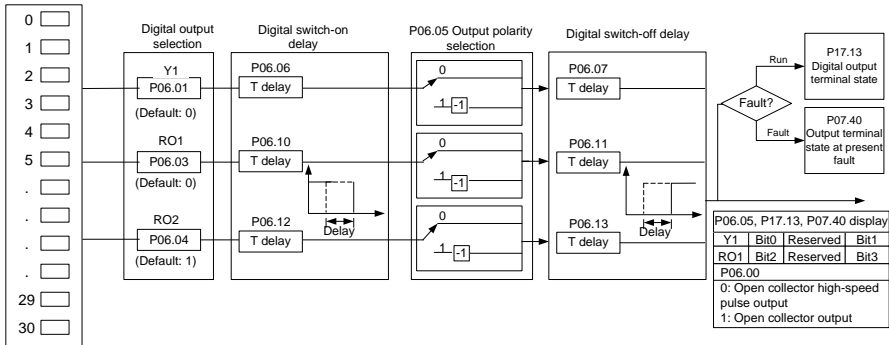 0
1
2
3
4
5
.
.
.
.
29
30
Digital output
selection
Y1
P06.01
(Default: 0)
RO1
P06.03
(Default: 0)
RO2
P06.04
(Default: 1)
Digital switch-on
delay
P06.06
T delay
P06.10
T delay
P06.12
T delay
Delay
P06.05 Output polarity
selection
0
1
-1
0
1
-1
0
1
-1
Digital switch-off delay
P06.07
T delay
P06.11
T delay
P06.13
T delay
Delay
Fault?
Run
Fault
P17.13
Digital output
terminal state
P07.40
Output terminal
state at present
fault
P06.05, P17.13, P07.40 display
Y1 Bit0 Reserved Bit1
RO1 Bit2 Reserved Bit3
P06.00
0: Open collector high-speed
pulse output
1: Open collector output